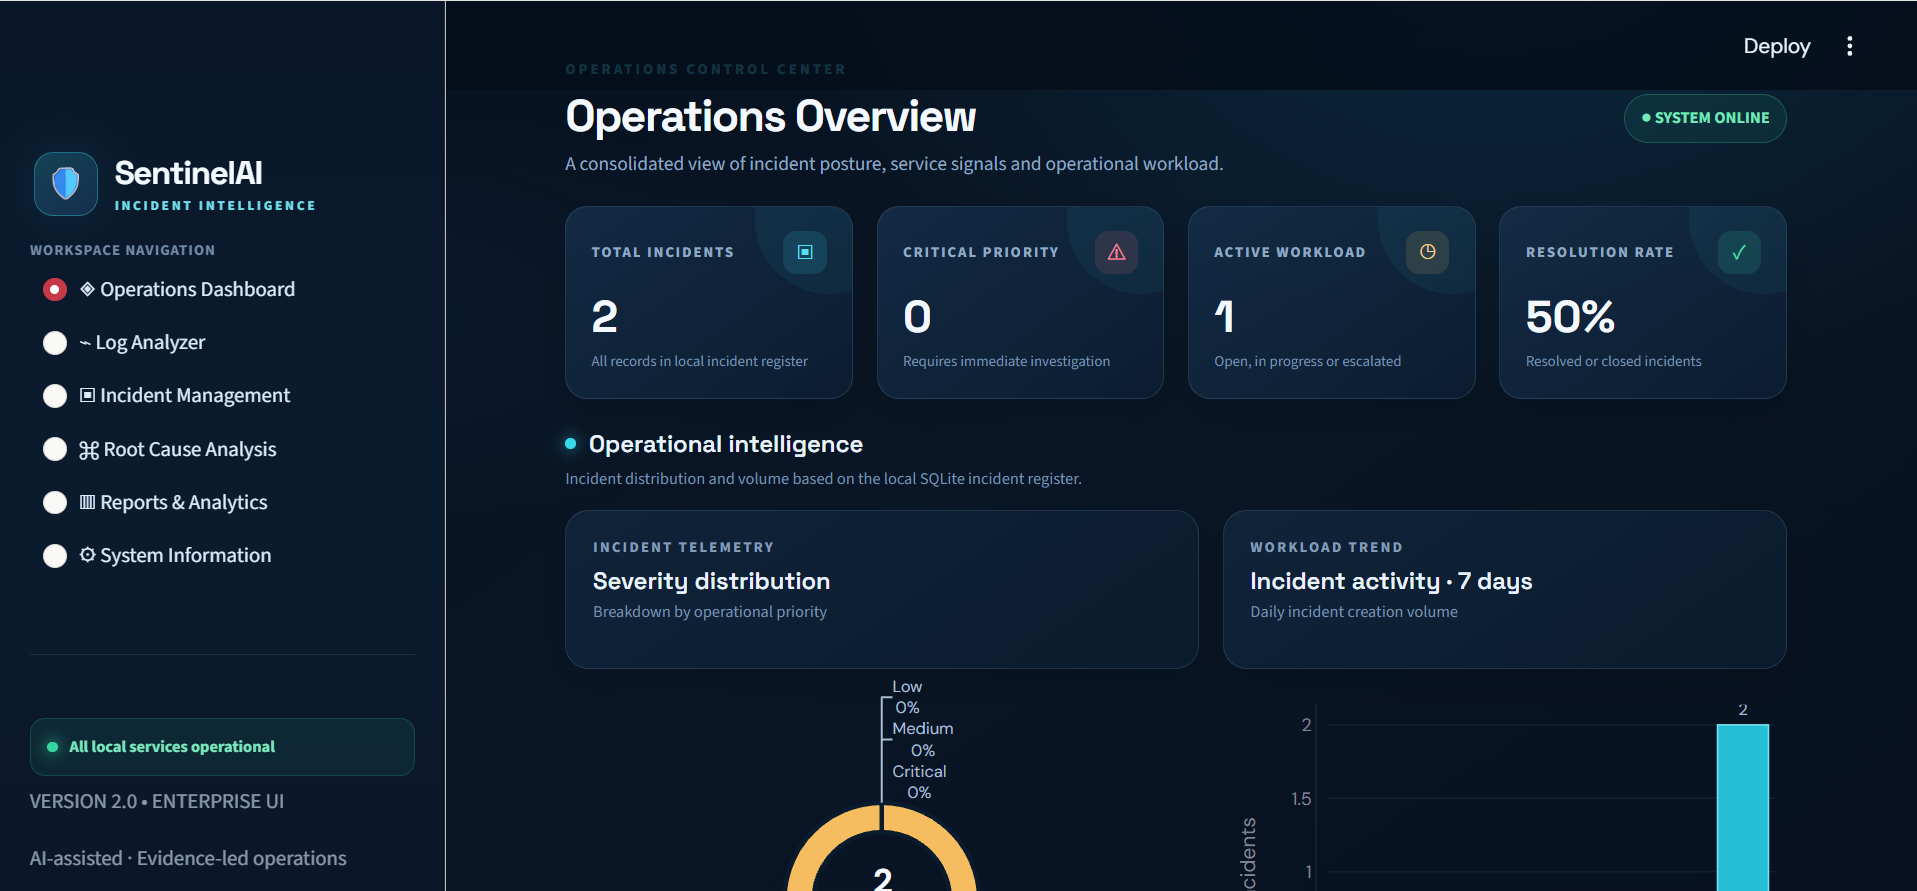 Deploy
OPERATIONS CONTROL CENTER
Operations Overview
SYSTEM ONLINE
A consolidated view of incident posture, service signals and operational workload.
SentinelAI
INCIDENT INTELLIGENCE
WORKSPACE NAVIGATION
Operations Dashboard
Log Analyzer
Incident Management
Root Cause Analysis
Reports & Analytics
System Information
All local services operational
VERSION 2.0 • ENTERPRISE UI
AI-assisted · Evidence-led operations
TOTAL INCIDENTS
2
All records in local incident register
CRITICAL PRIORITY
0
Requires immediate investigation
ACTIVE WORKLOAD
1
Open, in progress or escalated
RESOLUTION RATE
50%
Resolved or closed incidents
Operational intelligence
Incident distribution and volume based on the local SQLite incident register.
INCIDENT TELEMETRY
Severity distribution
Breakdown by operational priority
WORKLOAD TREND
Incident activity · 7 days
Daily incident creation volume
Low
0%
Medium
0%
Critical
0%
2
2
2
1.5
1